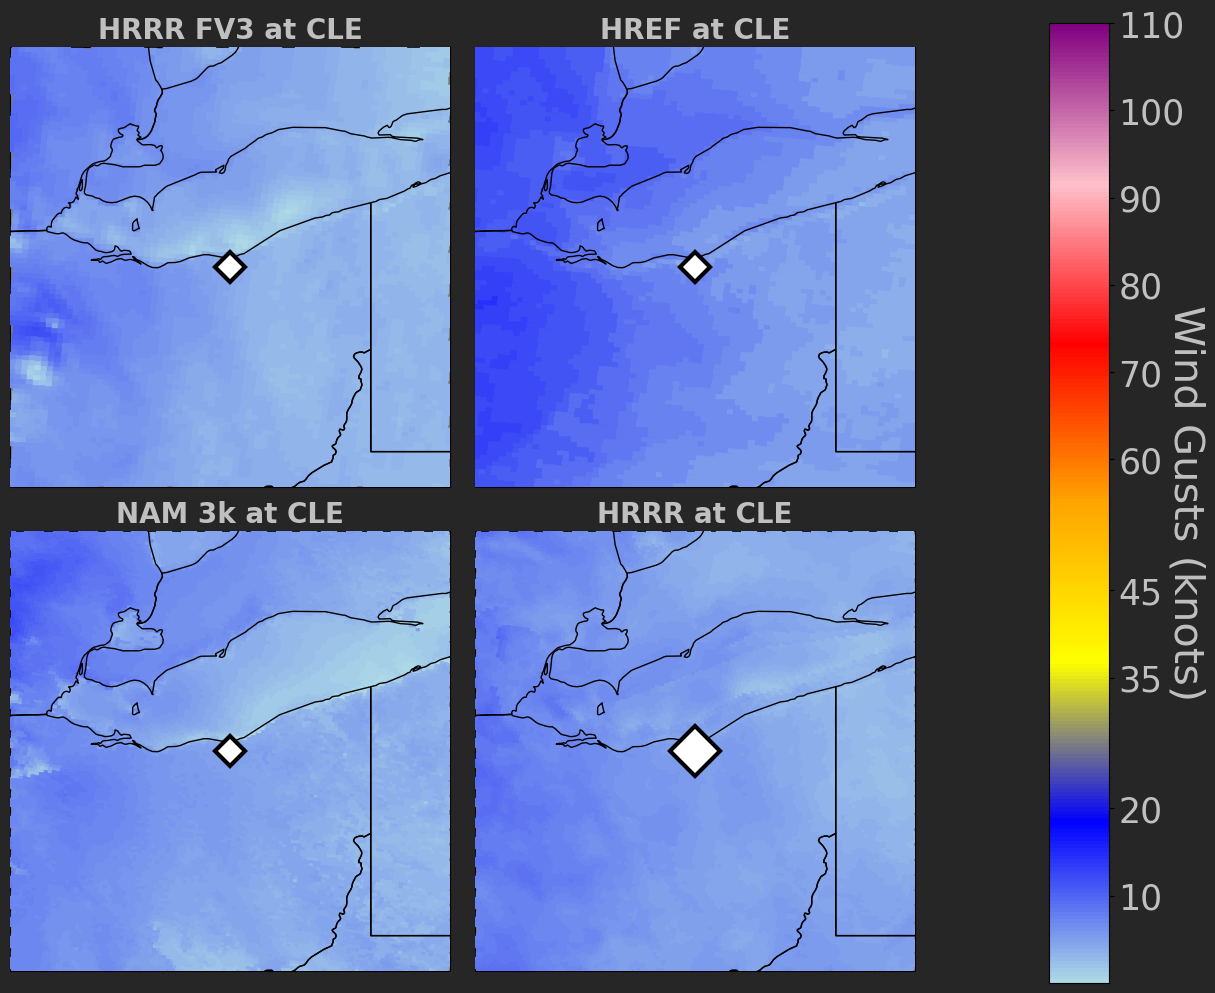 HRRR FV3 at CLE
HREF at CLE
NAM 3k at CLE
HRRR at CLE
110
100
90
80
70
60
45
35
20
10
Wind Gusts (knots)